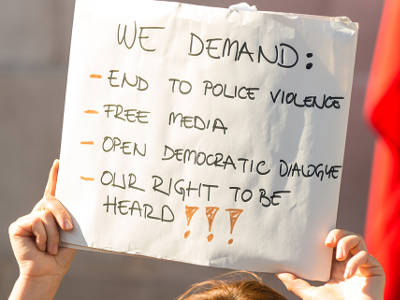 WE DEMAND:
- END TO POLICE VIOLENCE
- FREE MEDIA
- OPEN DEMOCRATIC DIALOGUE
- OUR RIGHT TO BE
HEARD !!!